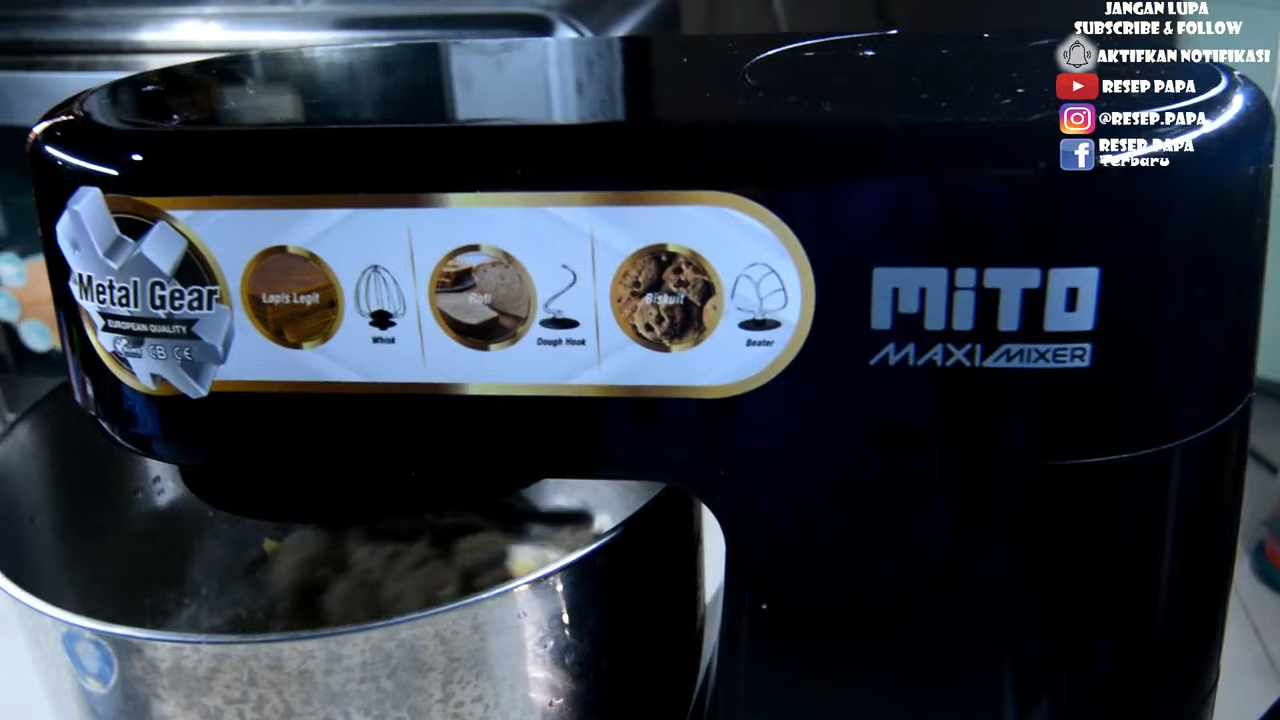 JANGAN LUPA
SUBSCRIBE & FOLLOW
AKTIFKAN NOTIFIKASI
RESEP PAPA
@RESEP.PAPA
RESEP PAPA
Terbaru
Metal Gear
EUROPEAN QUALITY
CB CE
Lapis Legit
Whisk
Roti
Dough Hook
Biskuit
Beater
MiTO
MAXI MIXER